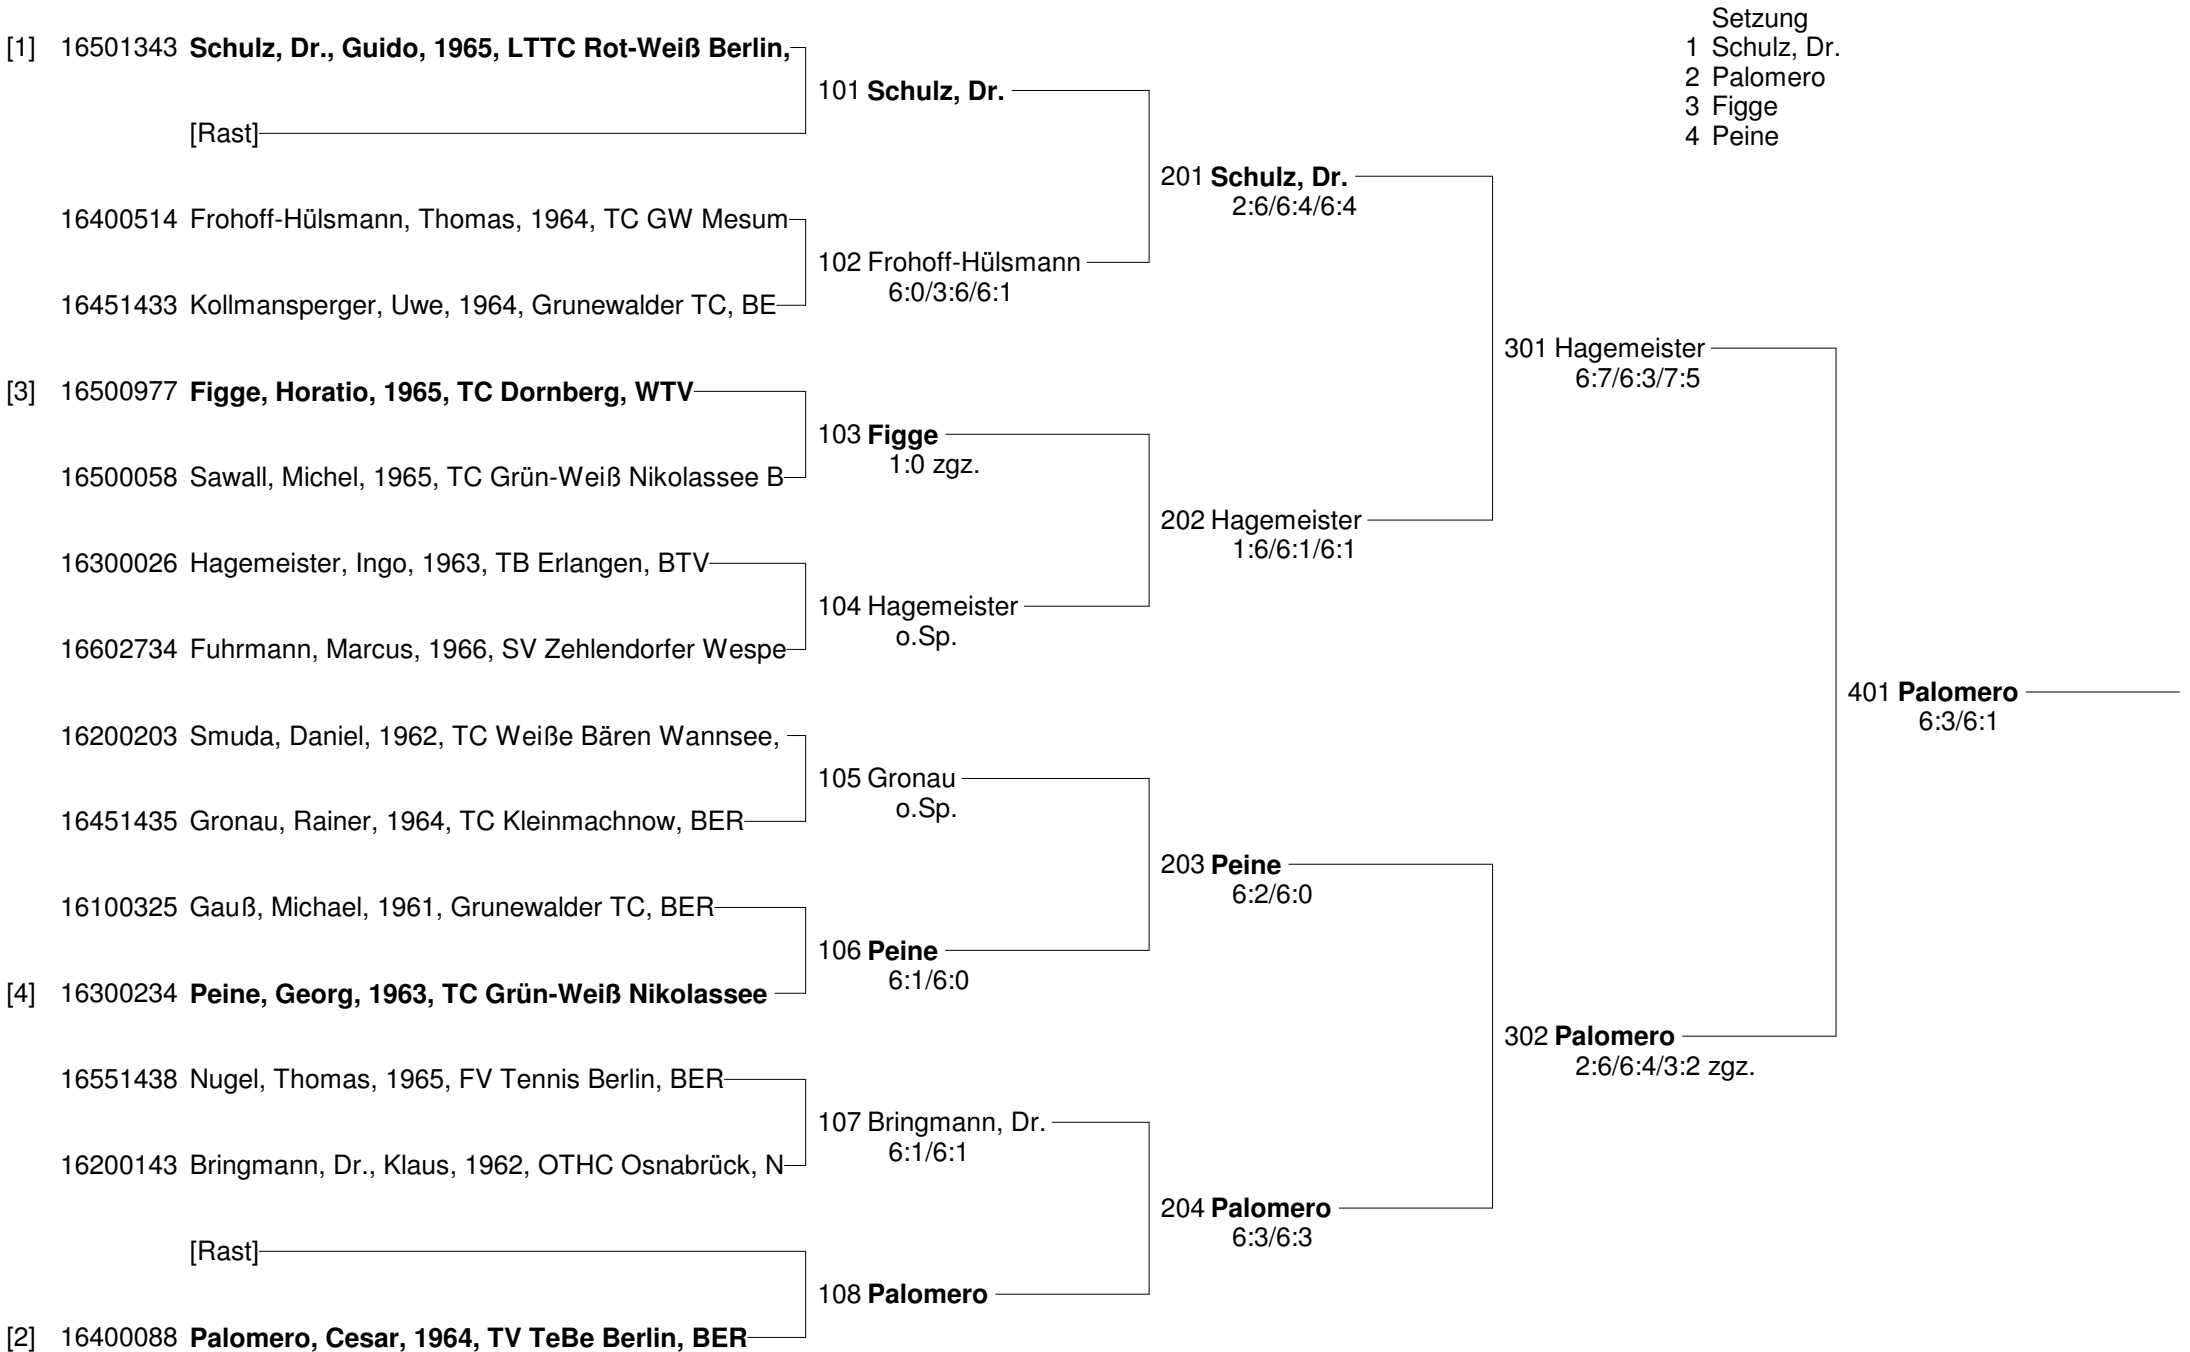 Setzung
1 Schulz, Dr.
2 Palomero
3 Figge
4 Peine
[1] 16501343 Schulz, Dr., Guido, 1965, LTTC Rot-Weiß Berlin,
101 Schulz, Dr.
[Rast]
201 Schulz, Dr.
2:6/6:4/6:4
16400514 Frohoff-Hülsmann, Thomas, 1964, TC GW Mesum
102 Frohoff-Hülsmann
6:0/3:6/6:1
16451433 Kollmansperger, Uwe, 1964, Grunewalder TC, BE
301 Hagemeister
6:7/6:3/7:5
[3] 16500977 Figge, Horatio, 1965, TC Dornberg, WTV
103 Figge
1:0 zgz.
16500058 Sawall, Michel, 1965, TC Grün-Weiß Nikolassee B
202 Hagemeister
1:6/6:1/6:1
16300026 Hagemeister, Ingo, 1963, TB Erlangen, BTV
104 Hagemeister
o.Sp.
16602734 Fuhrmann, Marcus, 1966, SV Zehlendorfer Wespe
401 Palomero
6:3/6:1
16200203 Smuda, Daniel, 1962, TC Weiße Bären Wannsee,
105 Gronau
o.Sp.
16451435 Gronau, Rainer, 1964, TC Kleinmachnow, BER
203 Peine
6:2/6:0
16100325 Gauß, Michael, 1961, Grunewalder TC, BER
106 Peine
6:1/6:0
[4] 16300234 Peine, Georg, 1963, TC Grün-Weiß Nikolassee
302 Palomero
2:6/6:4/3:2 zgz.
16551438 Nugel, Thomas, 1965, FV Tennis Berlin, BER
107 Bringmann, Dr.
6:1/6:1
16200143 Bringmann, Dr., Klaus, 1962, OTHC Osnabrück, N
204 Palomero
6:3/6:3
[Rast]
108 Palomero
[2] 16400088 Palomero, Cesar, 1964, TV TeBe Berlin, BER